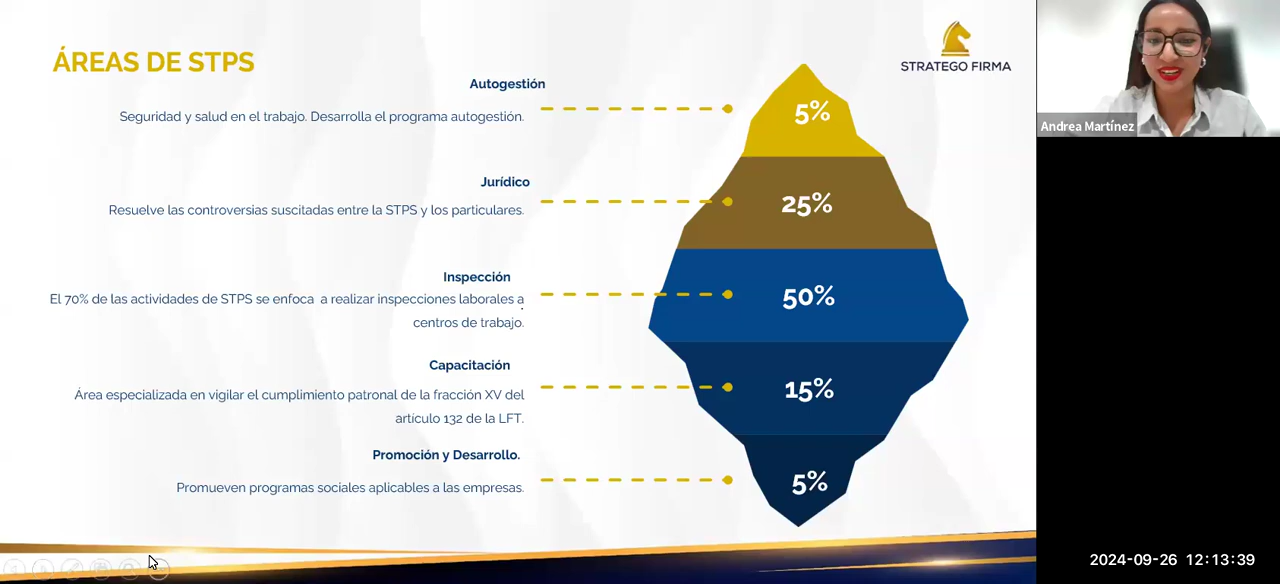 ÁREAS DE STPS
STRATEGO FIRMA
Autogestión
Seguridad y salud en el trabajo. Desarrolla el programa autogestión.
5%
Jurídico
Resuelve las controversias suscitadas entre la STPS y los particulares.
25%
Inspección
El 70% de las actividades de STPS se enfoca a realizar inspecciones laborales a
centros de trabajo.
50%
Capacitación
Área especializada en vigilar el cumplimiento patronal de la fracción XV del
artículo 132 de la LFT.
15%
Promoción y Desarrollo.
Promueven programas sociales aplicables a las empresas.
5%
Andrea Martínez
2024-09-26 12:13:39